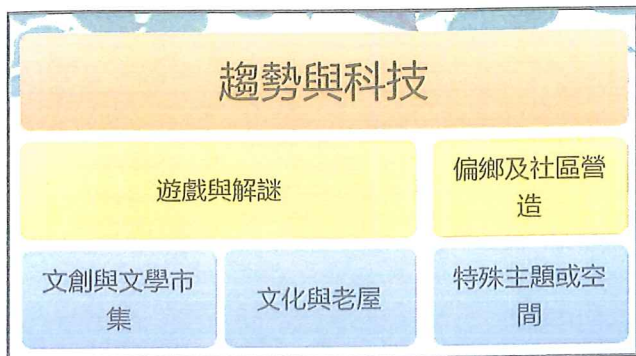 趨勢與科技
遊戲與解謎
偏鄉及社區營
造
文創與文學市
集
文化與老屋
特殊主題或空
間